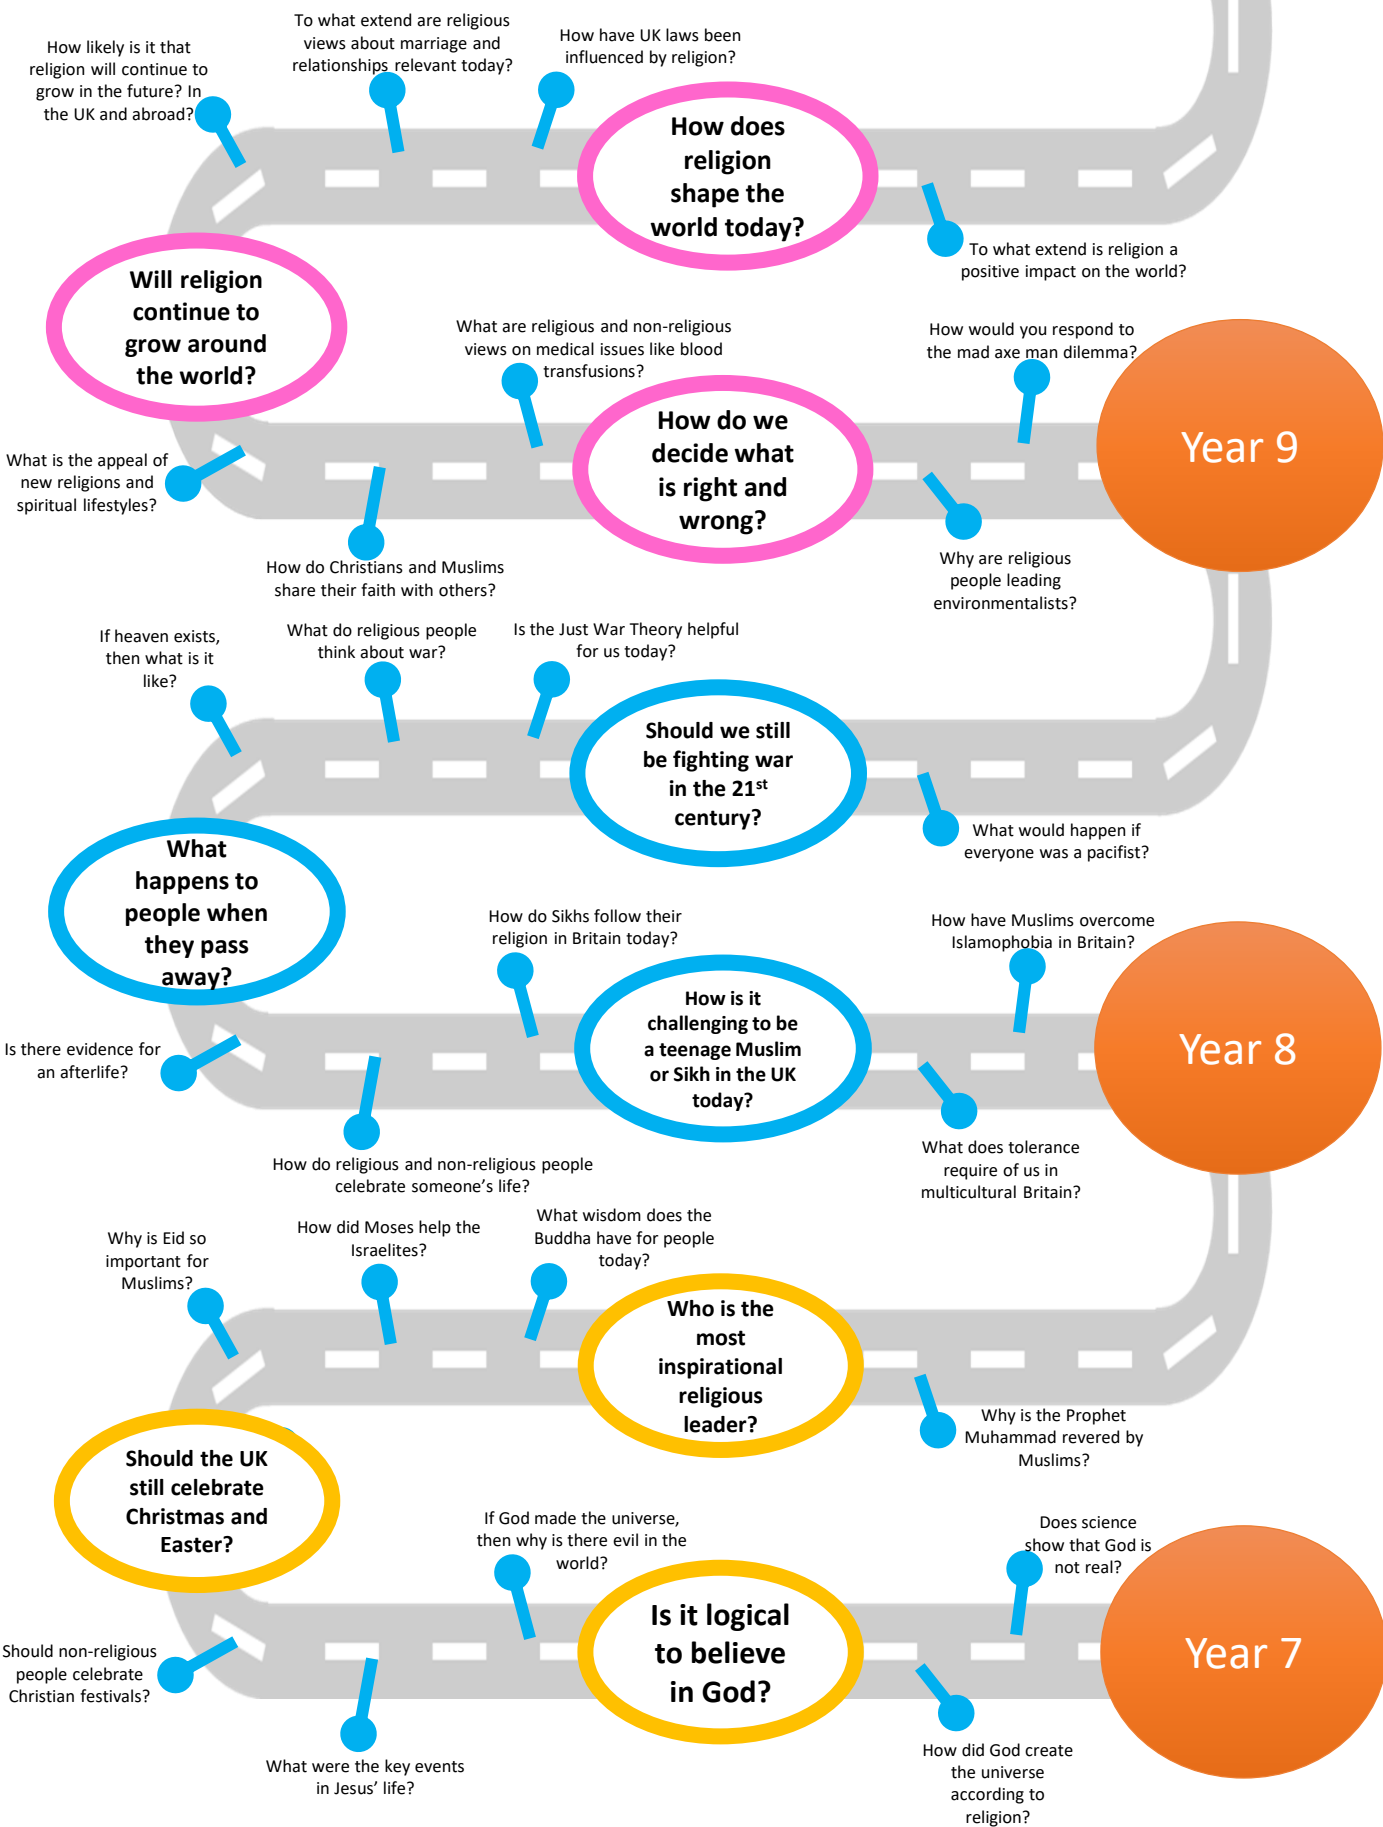 To what extend are religious
views about marriage and
relationships relevant today?
How have UK laws been
influenced by religion?
How likely is it that
religion will continue to
grow in the future? In
the UK and abroad?
How does
religion
shape the
world today?
To what extend is religion a
positive impact on the world?
Will religion
continue to
grow around
the world?
What are religious and non-religious
views on medical issues like blood
transfusions?
How would you respond to
the mad axe man dilemma?
How do we
decide what
is right and
wrong?
Year 9
What is the appeal of
new religions and
spiritual lifestyles?
How do Christians and Muslims
share their faith with others?
Why are religious
people leading
environmentalists?
If heaven exists,
then what is it
like?
What do religious people
think about war?
Is the Just War Theory helpful
for us today?
Should we still
be fighting war
in the 21st
century?
What would happen if
everyone was a pacifist?
What
happens to
people when
they pass
away?
How do Sikhs follow their
religion in Britain today?
How have Muslims overcome
Islamophobia in Britain?
How is it
challenging to be
a teenage Muslim
or Sikh in the UK
today?
Year 8
Is there evidence for
an afterlife?
How do religious and non-religious people
celebrate someone's life?
What does tolerance
require of us in
multicultural Britain?
Why is Eid so
important for
Muslims?
How did Moses help the
Israelites?
What wisdom does the
Buddha have for people
today?
Who is the
most
inspirational
religious
leader?
Why is the Prophet
Muhammad revered by
Muslims?
Should the UK
still celebrate
Christmas and
Easter?
If God made the universe,
then why is there evil in the
world?
Does science
show that God is
not real?
Is it logical
to believe
in God?
Year 7
Should non-religious
people celebrate
Christian festivals?
What were the key events
in Jesus' life?
How did God create
the universe
according to
religion?